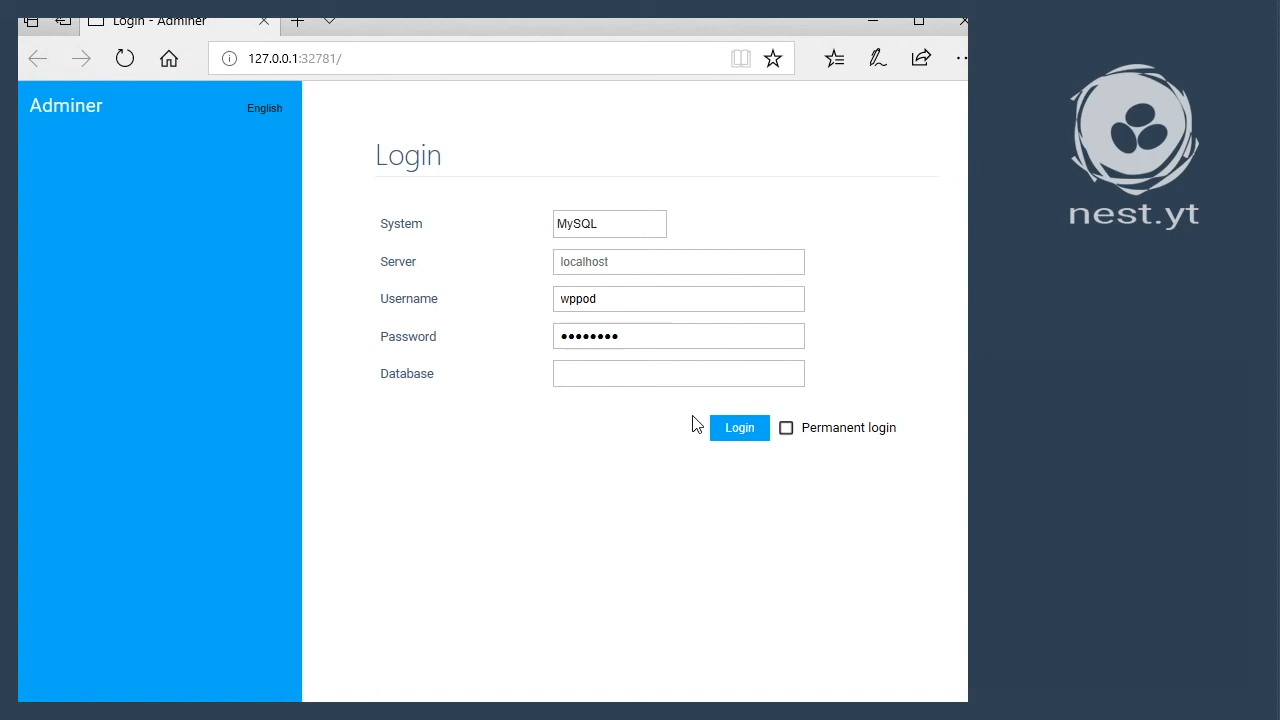 Login - Adminer
127.0.0.1:32781/
Adminer
English
Login
System
MySQL
Server
localhost
Username
wppod
Password
••••••••
Database
Login
Permanent login
nest.yt